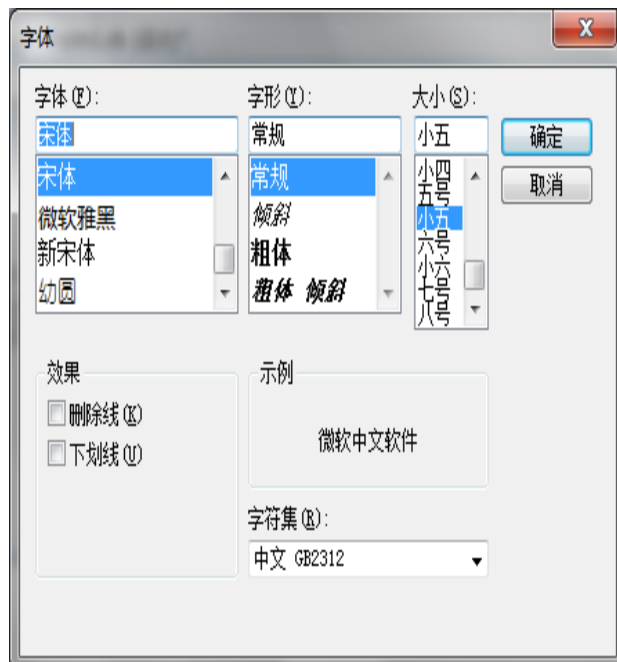 字体
字体(F):
宋体
宋体
微软雅黑
新宋体
幼圆
字形(Y):
常规
常规
倾斜
粗体
粗体 倾斜
大小(S):
小五
小四
五号
小五
六号
小六
七号
八号
确定
取消
效果
删除线(K)
下划线(U)
示例
微软中文软件
字符集(R):
中文 GB2312